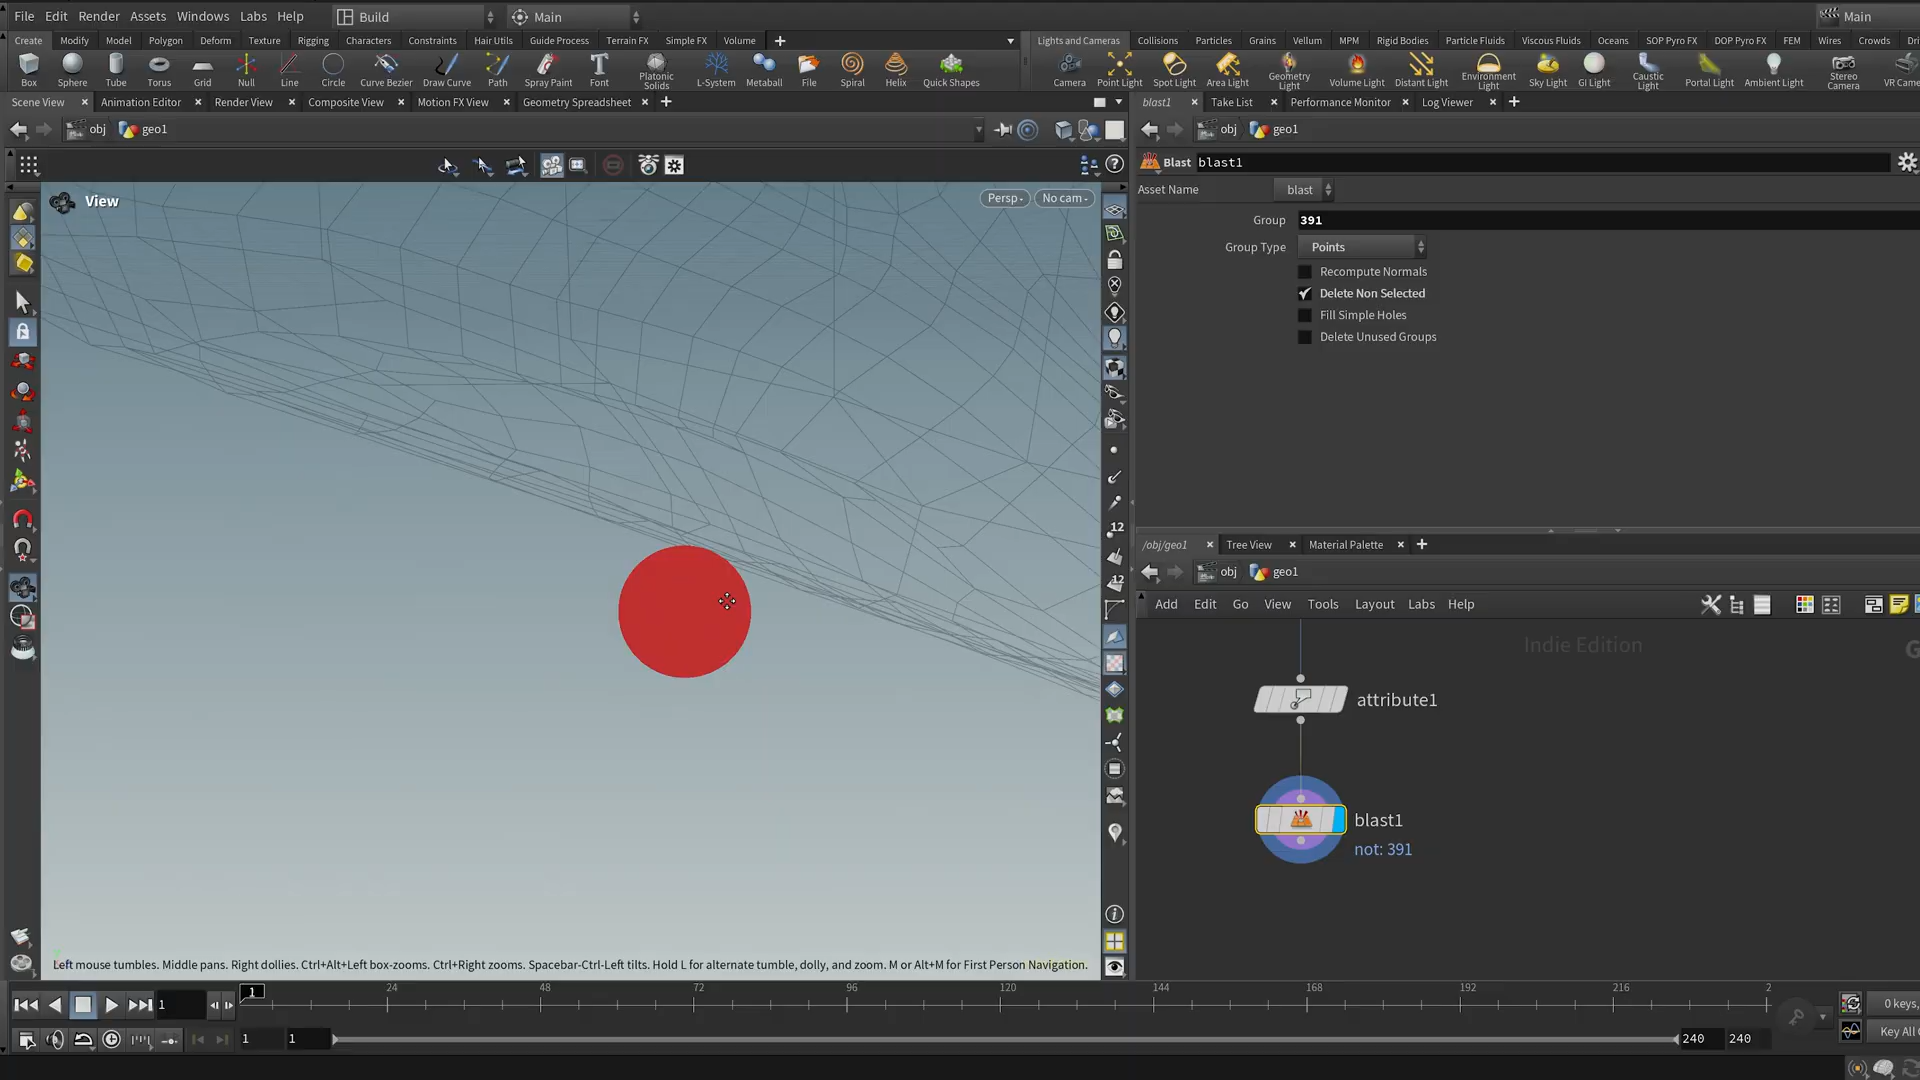 File Edit Render Assets Windows Labs Help Build Main Main
Create Modify Model Polygon Deform Texture Rigging Characters Constraints Hair Utils Guide Process Terrain FX Simple FX Volume
Lights and Cameras Collisions Particles Grains Vellum MPM Rigid Bodies Particle Fluids Viscous Fluids Oceans SOP Pyro FX DOP Pyro FX FEM Wires Crowds
Box Sphere Tube Torus Grid Null Line Circle Curve Bezier Draw Curve Path Spray Paint Font Platonic Solids L-System Metaball File Spiral Helix Quick Shapes
Camera Point Light Spot Light Area Light Geometry Light Volume Light Distant Light Environment Light Sky Light GI Light Caustic Light Portal Light Ambient Light Stereo Camera VR Came
Scene View Animation Editor Render View Composite View Motion FX View Geometry Spreadsheet
blast1 Take List Performance Monitor Log Viewer
obj geo1
obj geo1
Blast blast1
Asset Name blast
View Persp No cam
Group 391
Group Type Points
Recompute Normals
Delete Non Selected
Fill Simple Holes
Delete Unused Groups
12
12
/obj/geo1 Tree View Material Palette
obj geo1
Add Edit Go View Tools Layout Labs Help
Indie Edition
attribute1
blast1
not: 391
Left mouse tumbles. Middle pans. Right dollies. Ctrl+Alt+Left box-zooms. Ctrl+Right zooms. Spacebar-Ctrl-Left tilts. Hold L for alternate tumble, dolly, and zoom. M or Alt+M for First Person Navigation.
1 1 24 48 72 96 120 144 168 192 216 2
0 keys,
1 1 240 240
Key All